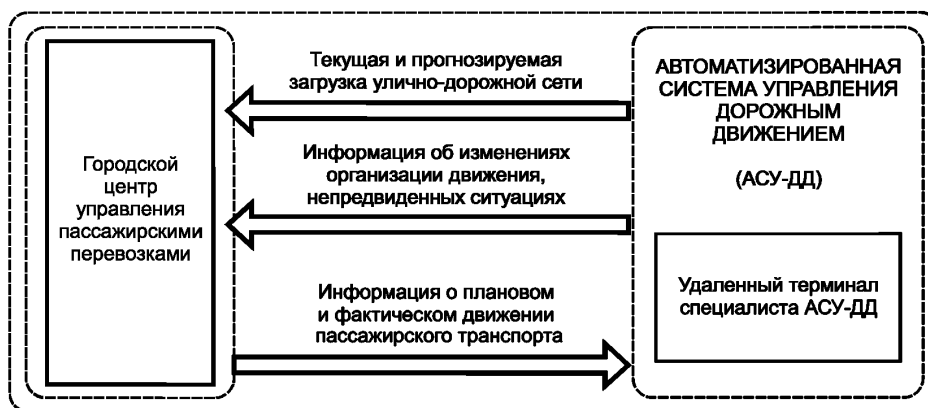 Городской
центр
управления
пассажирскими
перевозками
Текущая и прогнозируемая
загрузка улично-дорожной сети
Информация об изменениях
организации движения,
непредвиденных ситуациях
Информация о плановом
и фактическом движении
пассажирского транспорта
АВТОМАТИЗИРОВАННАЯ
СИСТЕМА УПРАВЛЕНИЯ
ДОРОЖНЫМ
ДВИЖЕНИЕМ
(АСУ-ДД)
Удаленный терминал
специалиста АСУ-ДД